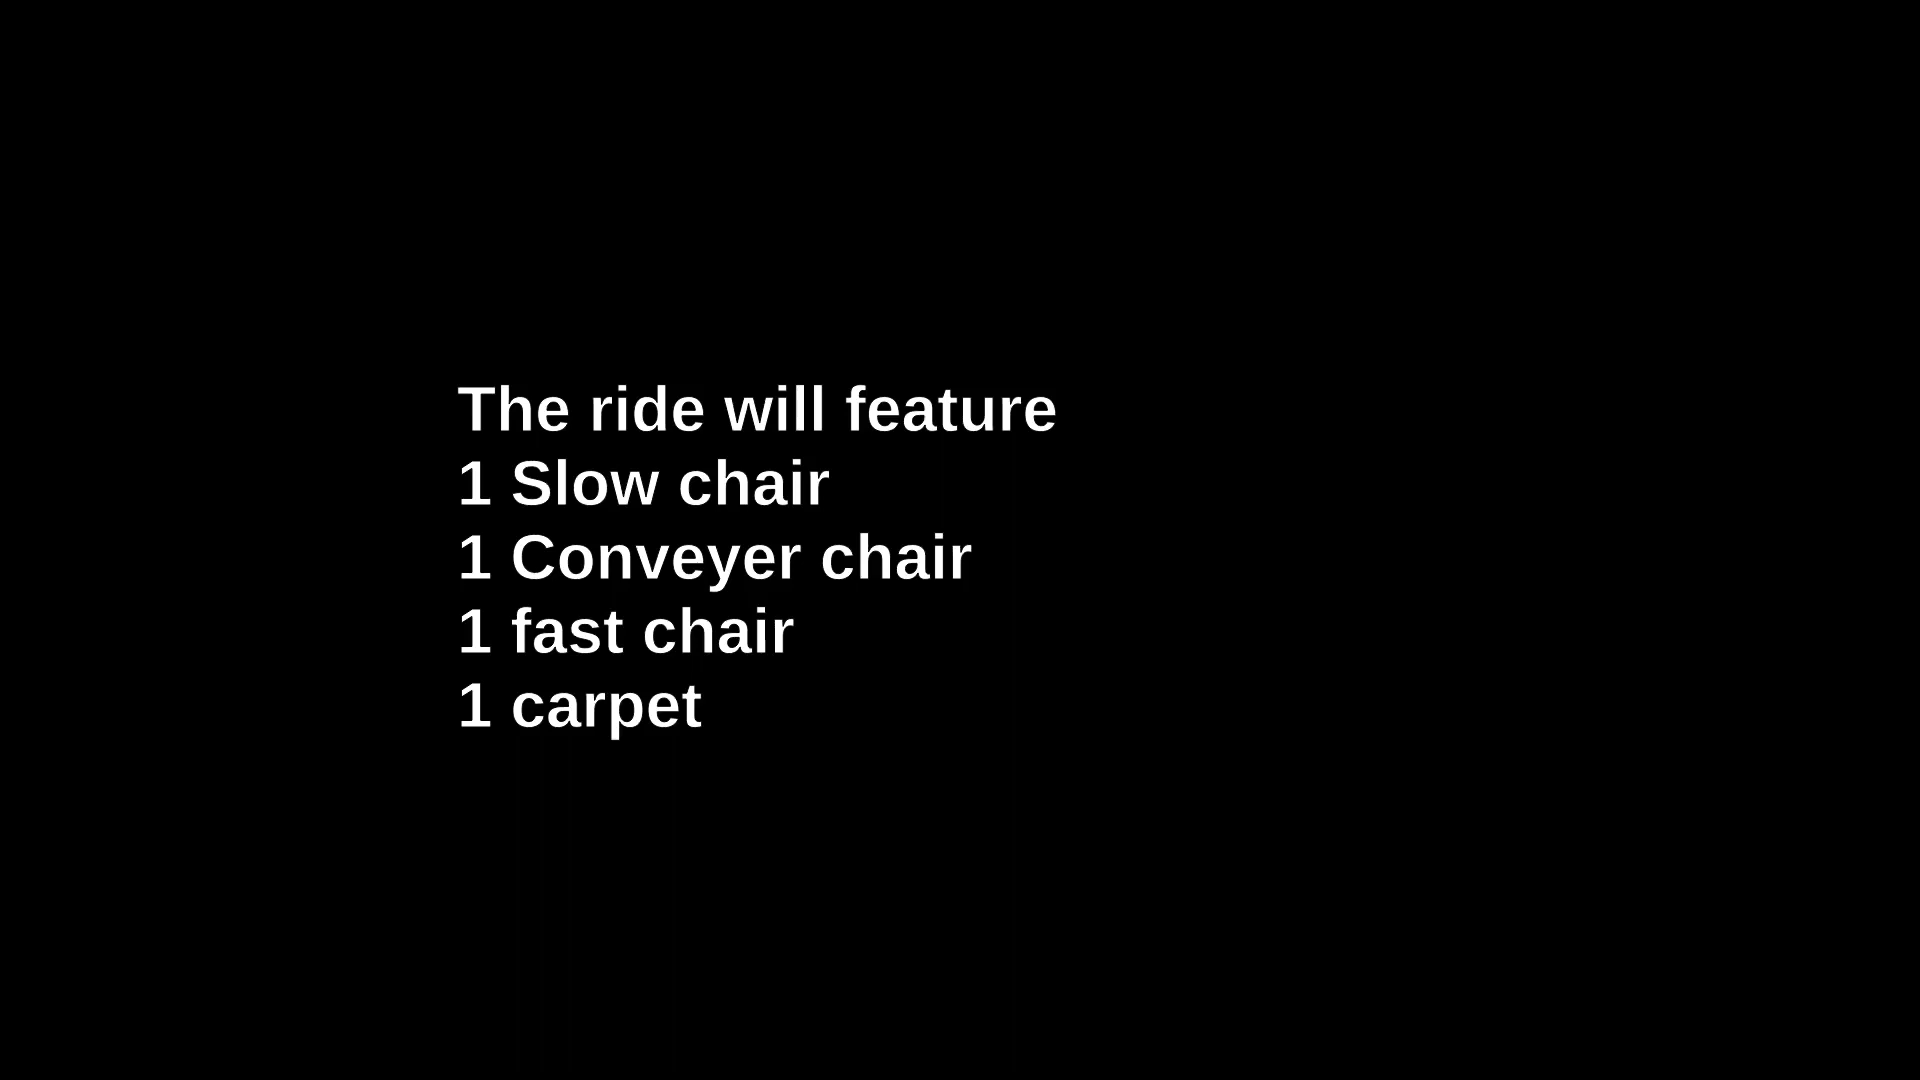 The ride will feature
1 Slow chair
1 Conveyer chair
1 fast chair
1 carpet